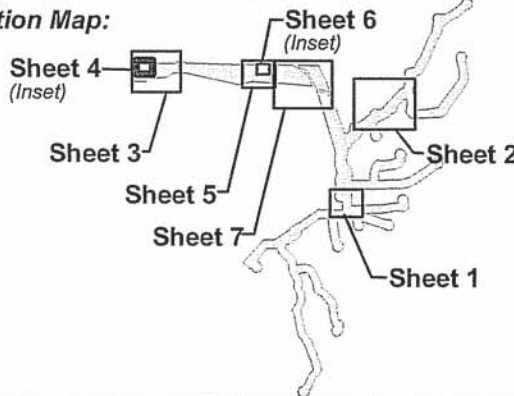 tion Map:
Sheet 6
(Inset)
Sheet 4
(Inset)
Sheet 3
Sheet 2
Sheet 5
Sheet 7
Sheet 1